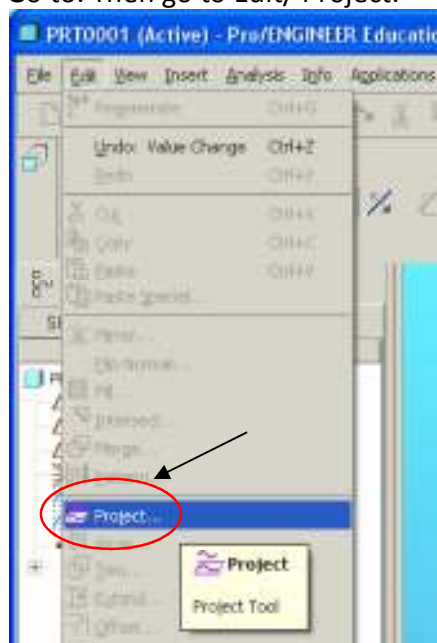 Go to. Then go to Edit, Project.
PRT0001 (Active) - Pro/ENGINEER Educatio
File Edit View Insert Analysis Info Applications
Regenerate Ctrl+G
Undo: Value Change Ctrl+Z
Redo
Cut Ctrl+X
Copy Ctrl+C
Paste Ctrl+V
Paste Special...
Mirror...
Fill
Intersect...
Merge...
Project...
Extend...
Offset...
Project
Project Tool